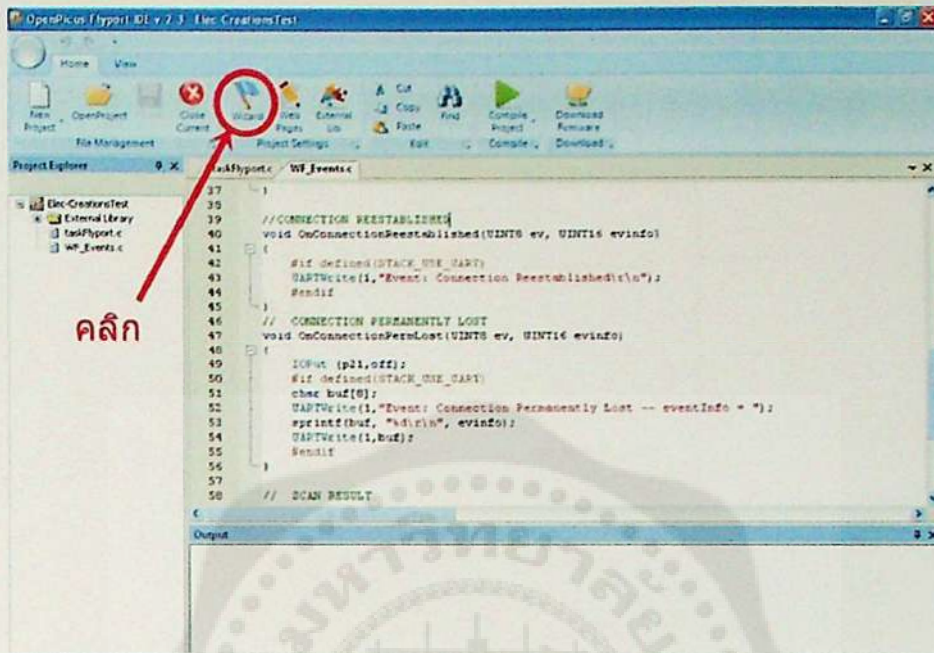 OpenPicus Flyport IDE v 2.3 Elec-CreationsTest
Home View
New Project OpenProject Close Current Wizard Web Pages External Lib Cut Copy Paste Find Compile Project Download Firmware
File Management Project Settings Edit Compile Download
Project Explorer
Elec-CreationsTest
External Library
taskFlyport.c
WF_Events.c
คลิก
taskFlyport.c WF_Events.c
37 }
38
39 //CONNECTION REESTABLISHED
40 void OnConnectionReestablished(UINT8 ev, UINT16 evinfo)
41 {
42 #if defined(STACK_USE_UART)
43 UARTWrite(1,"Event: Connection Reestablished\r\n");
44 #endif
45 }
46 // CONNECTION PERMANENTLY LOST
47 void OnConnectionPermLost(UINT8 ev, UINT16 evinfo)
48 {
49 IOPut (p21,off);
50 #if defined(STACK_USE_UART)
51 char buf[8];
52 UARTWrite(1,"Event: Connection Permanently Lost -- eventInfo = ");
53 sprintf(buf, "%d\r\n", evinfo);
54 UARTWrite(1,buf);
55 #endif
56 }
57
58 // SCAN RESULT
Output